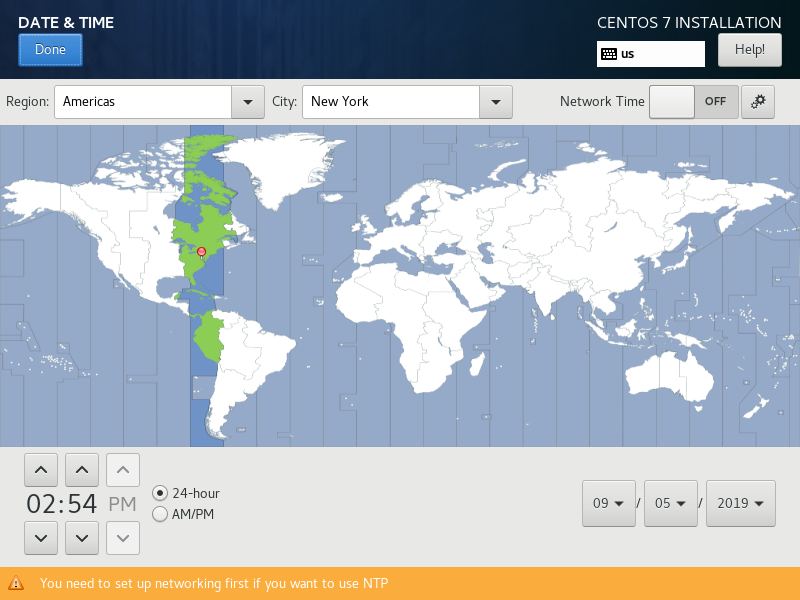 DATE & TIME
CENTOS 7 INSTALLATION
Done
us
Help!
Region: Americas City: New York Network Time OFF
02:54 PM
24-hour
AM/PM
09 / 05 / 2019
You need to set up networking first if you want to use NTP